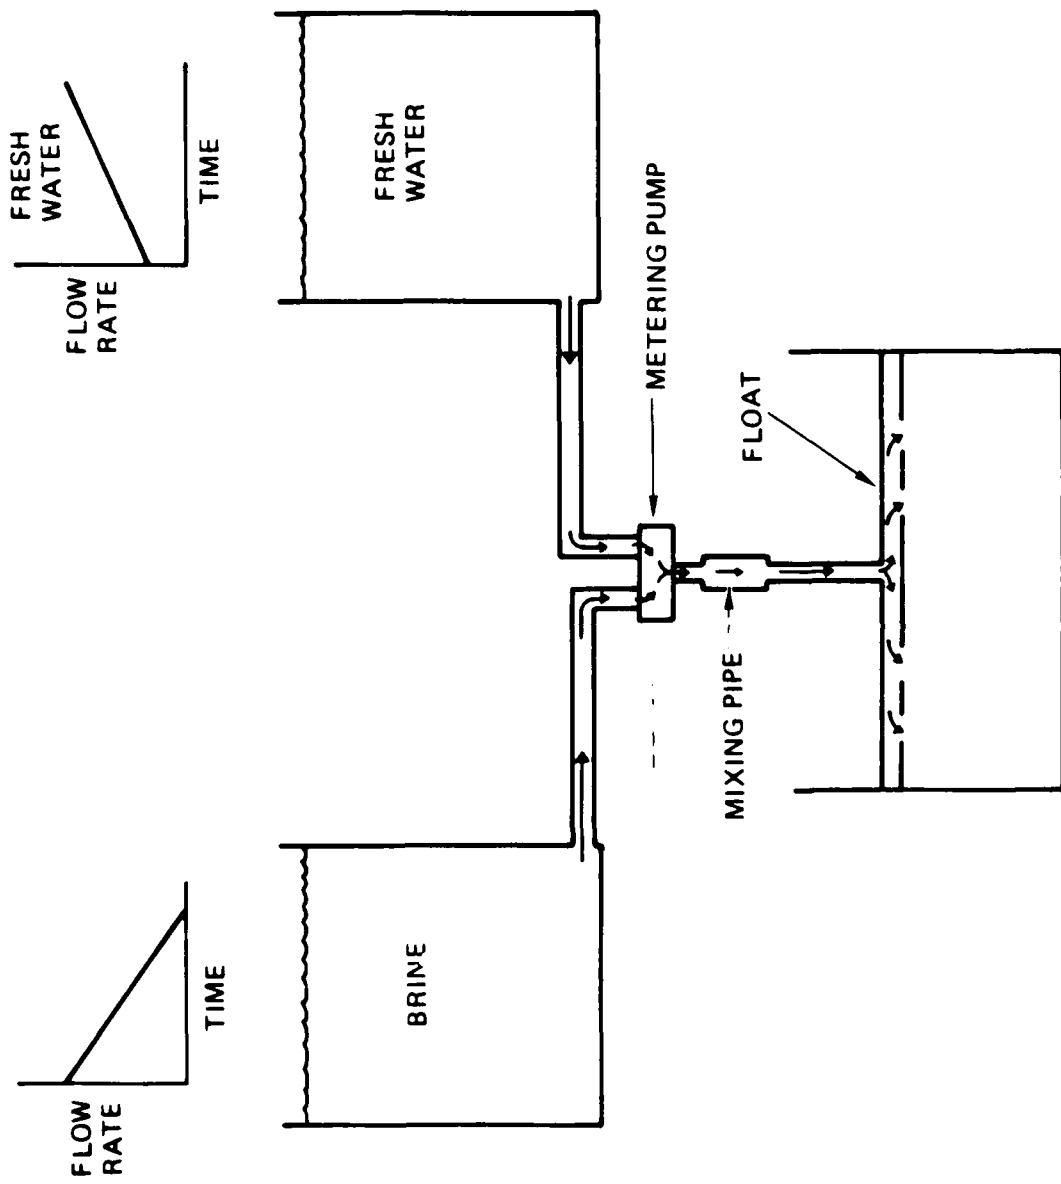 FLOW
RATE
TIME
FRESH
WATER
FLOW
RATE
TIME
BRINE
FRESH
WATER
METERING PUMP
MIXING PIPE
FLOAT